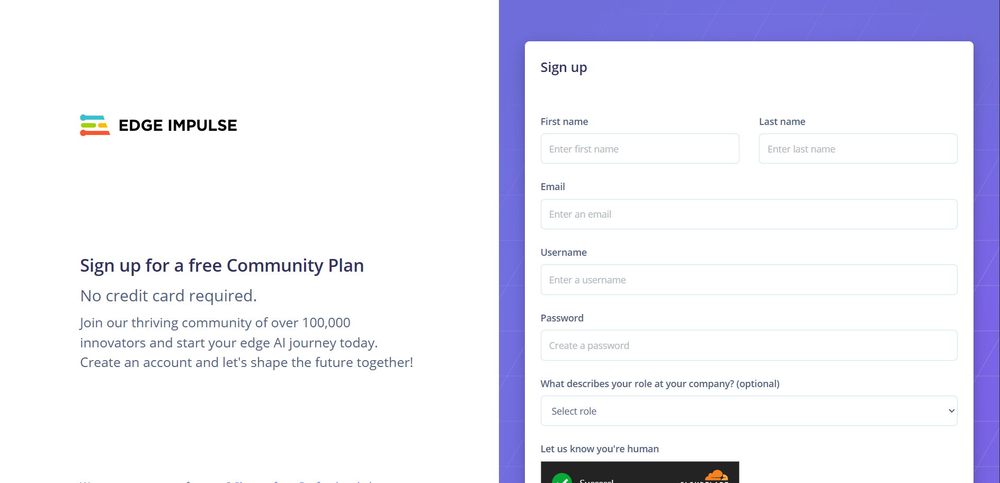 EDGE IMPULSE
Sign up for a free Community Plan
No credit card required.
Join our thriving community of over 100,000
innovators and start your edge AI journey today.
Create an account and let's shape the future together!
Sign up
First name
Last name
Enter first name
Enter last name
Email
Enter an email
Username
Enter a username
Password
Create a password
What describes your role at your company? (optional)
Select role
Let us know you're human
Success!
CLOUDFLARE